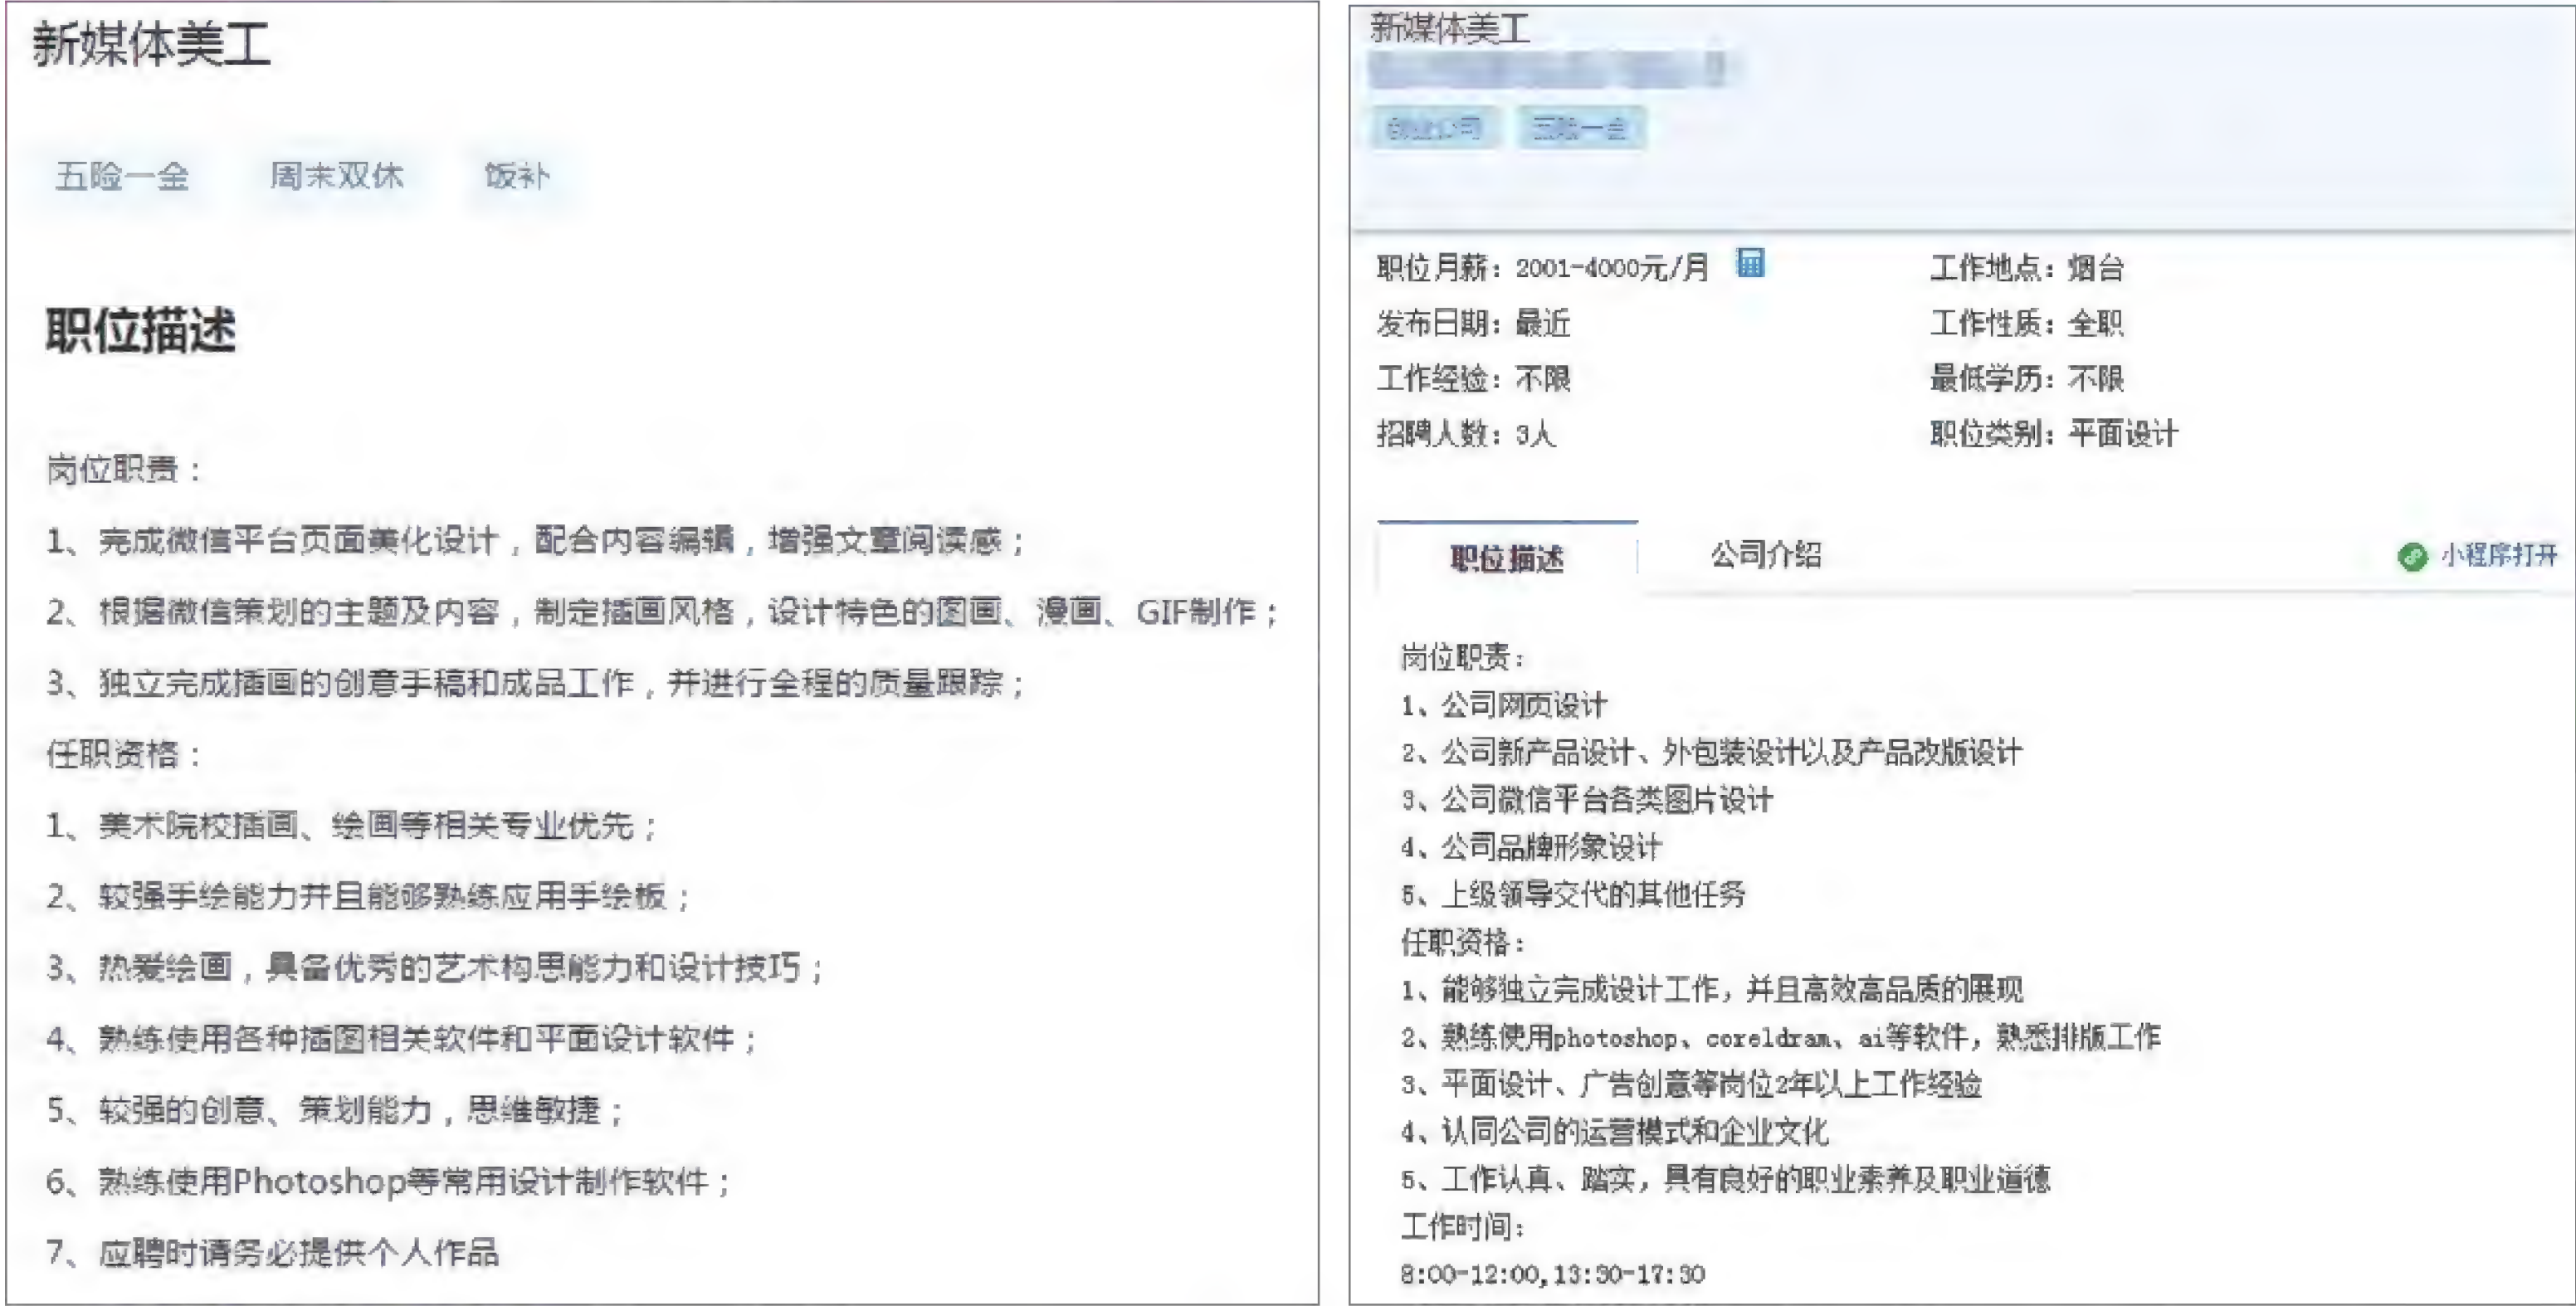 新媒体美工
五险一金 周末双休 饭补
职位描述
岗位职责：
1、完成微信平台页面美化设计，配合内容编辑，增强文章阅读感；
2、根据微信策划的主题及内容，制定插画风格，设计特色的图画、漫画、GIF制作；
3、独立完成插画的创意手稿和成品工作，并进行全程的质量跟踪；
任职资格：
1、美术院校插画、绘画等相关专业优先；
2、较强手绘能力并且能够熟练应用手绘板；
3、热爱绘画，具备优秀的艺术构思能力和设计技巧；
4、熟练使用各种插图相关软件和平面设计软件；
5、较强的创意、策划能力，思维敏捷；
6、熟练使用Photoshop等常用设计制作软件；
7、应聘时请务必提供个人作品
新媒体美工
创业公司 五险一金
职位月薪：2001-4000元/月 工作地点：烟台
发布日期：最近 工作性质：全职
工作经验：不限 最低学历：不限
招聘人数：3人 职位类别：平面设计
职位描述 公司介绍 小程序打开
岗位职责：
1、公司网页设计
2、公司新产品设计、外包装设计以及产品改版设计
3、公司微信平台各类图片设计
4、公司品牌形象设计
5、上级领导交代的其他任务
任职资格：
1、能够独立完成设计工作，并且高效高品质的展现
2、熟练使用photoshop、coreldram、ai等软件，熟悉排版工作
3、平面设计、广告创意等岗位2年以上工作经验
4、认同公司的运营模式和企业文化
5、工作认真、踏实，具有良好的职业素养及职业道德
工作时间：
8:00-12:00,13:30-17:30